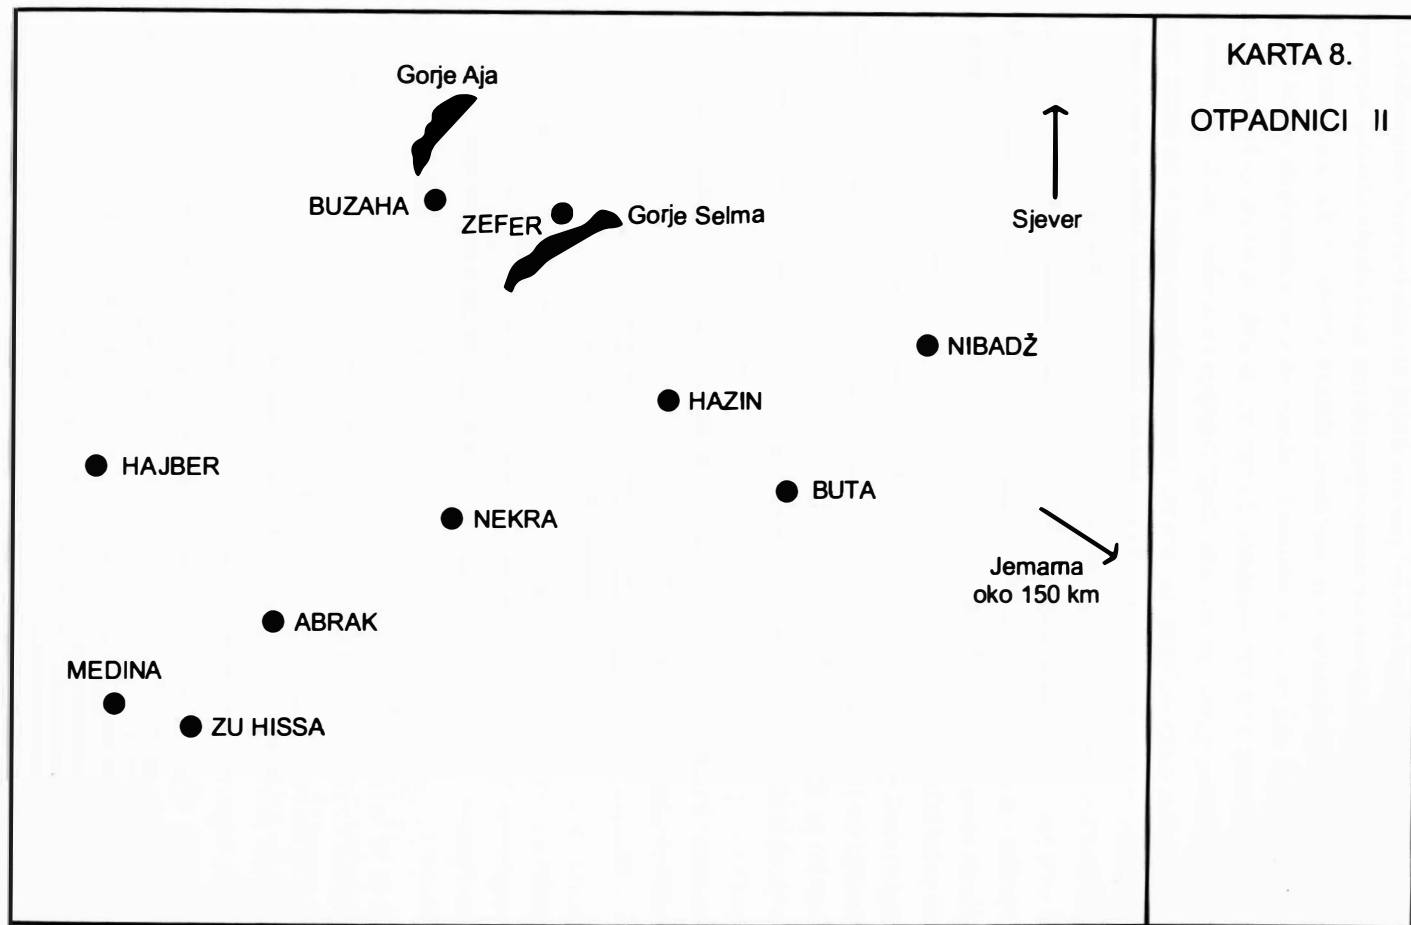 KARTA 8.
OTPADNICI II
Gorje Aja
BUZAHA
ZEFER
Gorje Selma
Sjever
NIBADŽ
HAZIN
HAJBER
BUTA
NEKRA
Jemama
oko 150 km
ABRAK
MEDINA
ZU HISSA